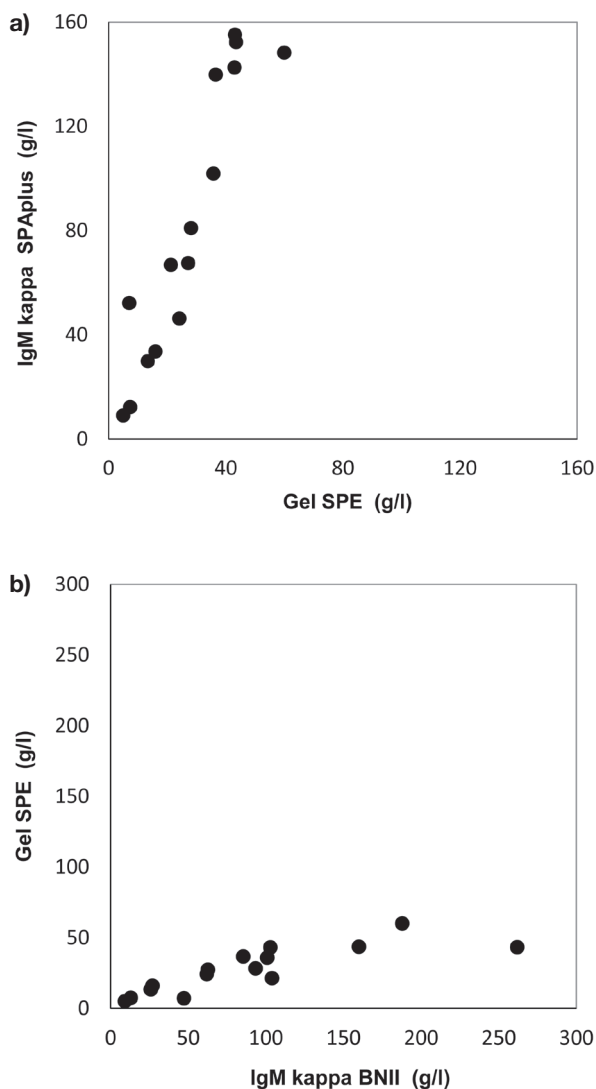 a)
160
120
80
40
0
IgM kappa SPAplus (g/l)
0 40 80 120 160
Gel SPE (g/l)
b)
300
250
200
150
100
50
0
Gel SPE (g/l)
0 50 100 150 200 250 300
IgM kappa BNII (g/l)